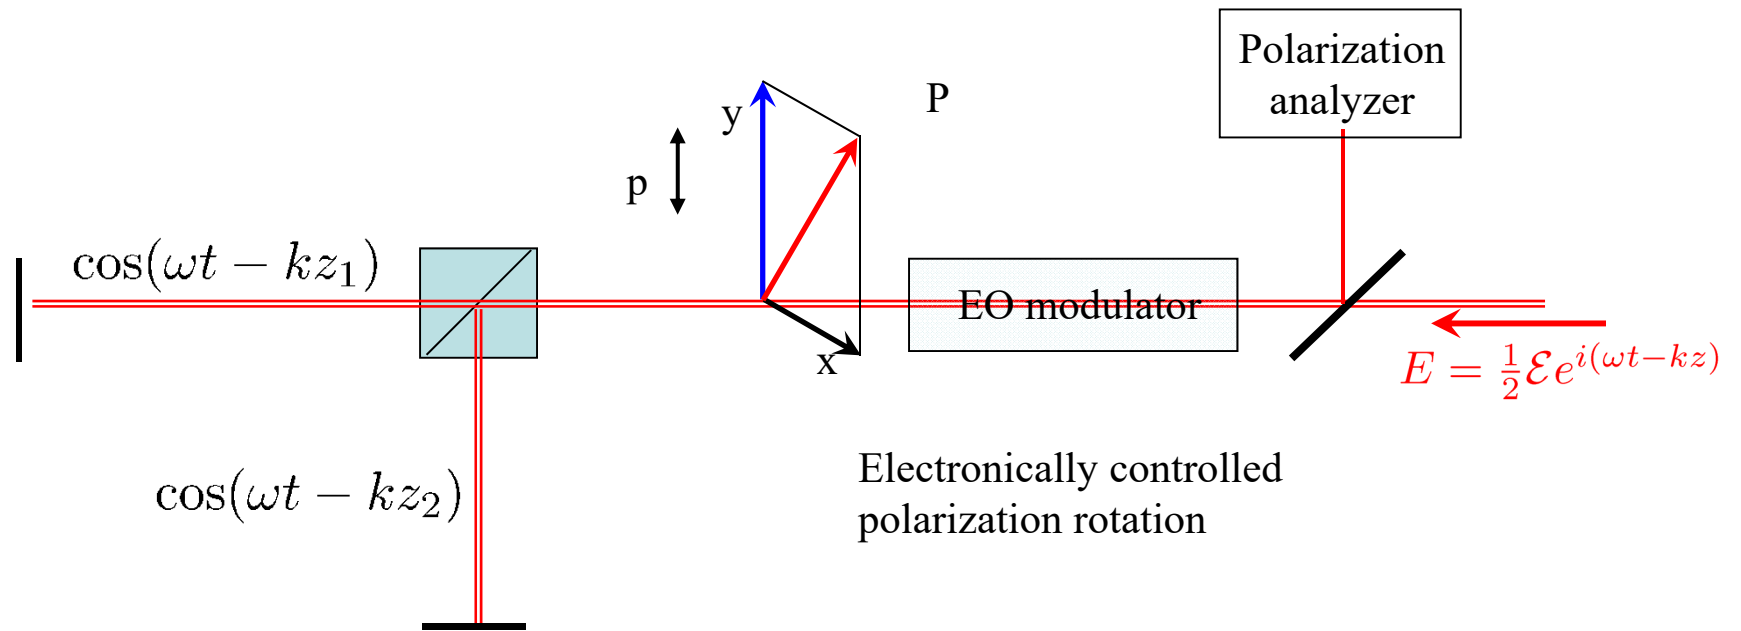 Polarization
analyzer
P
y
p
cos(ωt − kz₁)
EO modulator
x
E = ½ℰe^{i(ωt−kz)}
Electronically controlled
polarization rotation
cos(ωt − kz₂)